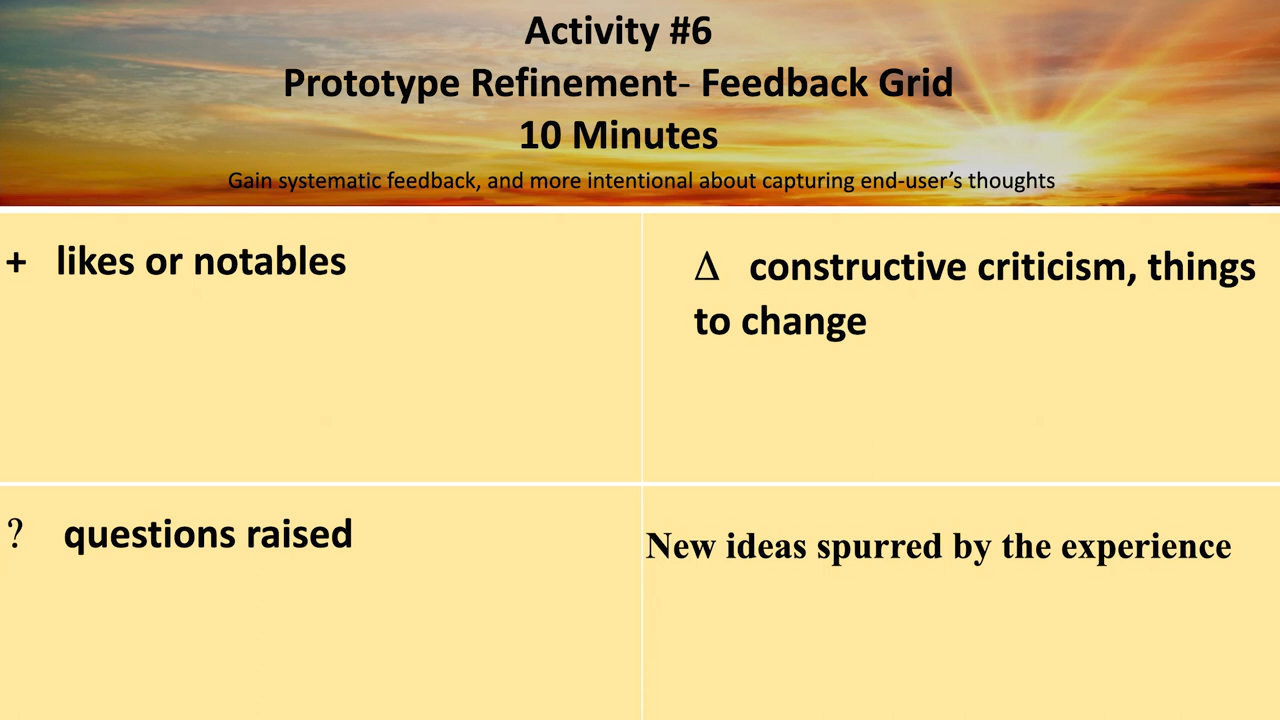 Activity #6
Prototype Refinement- Feedback Grid
10 Minutes
Gain systematic feedback, and more intentional about capturing end-user’s thoughts
+ likes or notables
Δ constructive criticism, things
to change
? questions raised
New ideas spurred by the experience